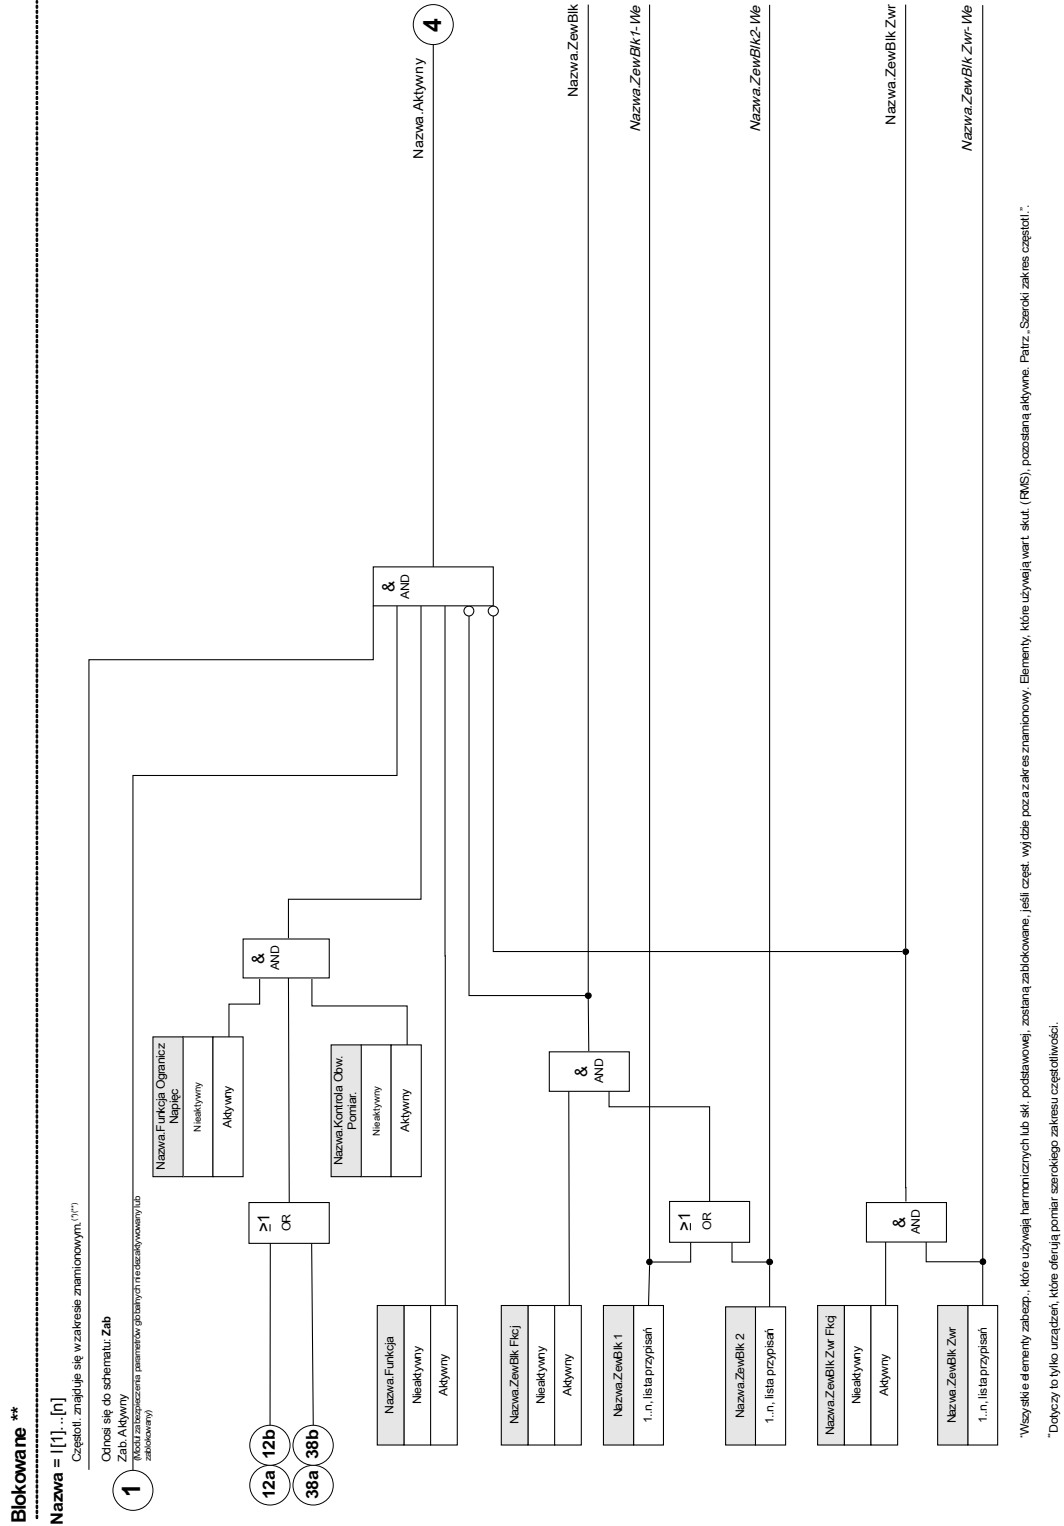 Blokowane **
Nazwa = I[1]...[n]
Częstotl. znajduje się w zakresie znamionowym.(*)(**)
Odnosi się do schematu: Zab
Zab. Aktywny
(Moduł zabezpieczenia parametrów globalnych nie dezaktywowany lub
zablokowany)
1
12a
12b
38a
38b
≥1
OR
Nazwa.Funkcja Ogranicz
Napięc
Nieaktywny
Aktywny
Nazwa.Kontrola Obw.
Pomiar.
Nieaktywny
Aktywny
&
AND
Nazwa.Funkcja
Nieaktywny
Aktywny
&
AND
Nazwa.Aktywny
4
Nazwa.ZewBlk Fkcj
Nieaktywny
Aktywny
&
AND
Nazwa.ZewBlk
Nazwa.ZewBlk 1
1..n, lista przypisań
Nazwa.ZewBlk1-We
≥1
OR
Nazwa.ZewBlk 2
1..n, lista przypisań
Nazwa.ZewBlk2-We
Nazwa.ZewBlk Zwr Fkcj
Nieaktywny
Aktywny
&
AND
Nazwa.ZewBlk Zwr
Nazwa.ZewBlk Zwr
1..n, lista przypisań
Nazwa.ZewBlk Zwr-We
*Wszystkie elementy zabezp., które używają harmonicznych lub skł. podstawowej, zostaną zablokowane, jeśli częst. wyjdzie poza zakres znamionowy. Elementy, które używają wart. skut. (RMS), pozostaną aktywne. Patrz „Szeroki zakres częstotl.”.
**Dotyczy to tylko urządzeń, które oferują pomiar szerokiego zakresu częstotliwości.